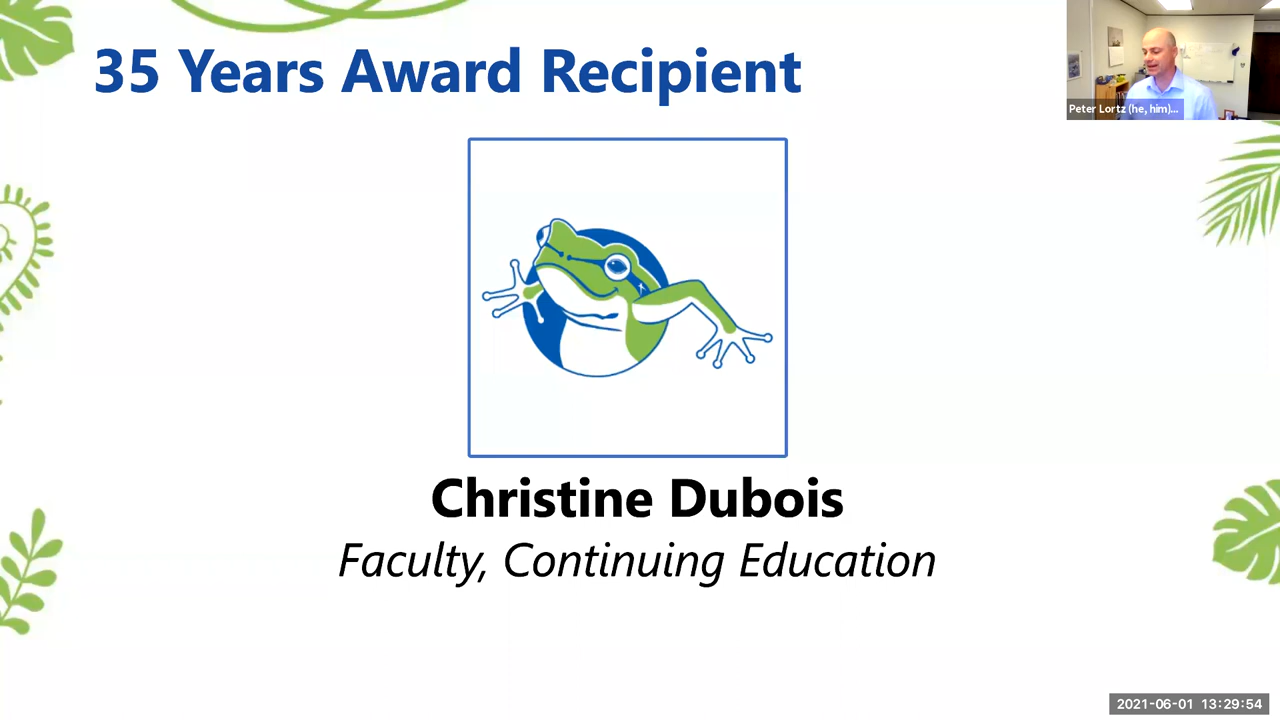 35 Years Award Recipient
Peter Lortz (he, him)...
Christine Dubois
Faculty, Continuing Education
2021-06-01 13:29:54